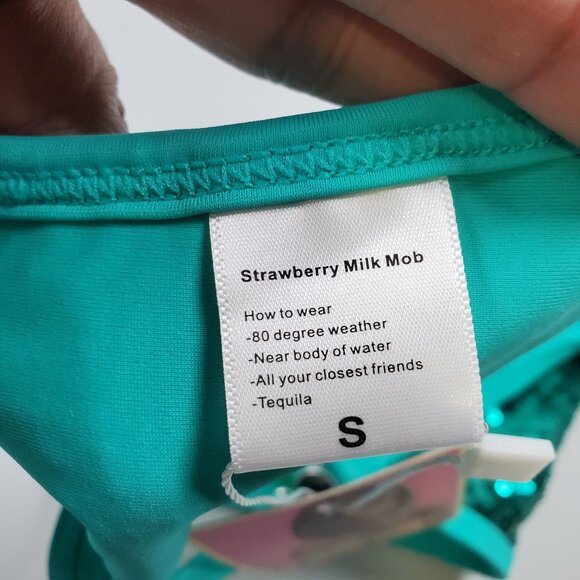 Strawberry Milk Mob
How to wear
-80 degree weather
-Near body of water
-All your closest friends
-Tequila
S